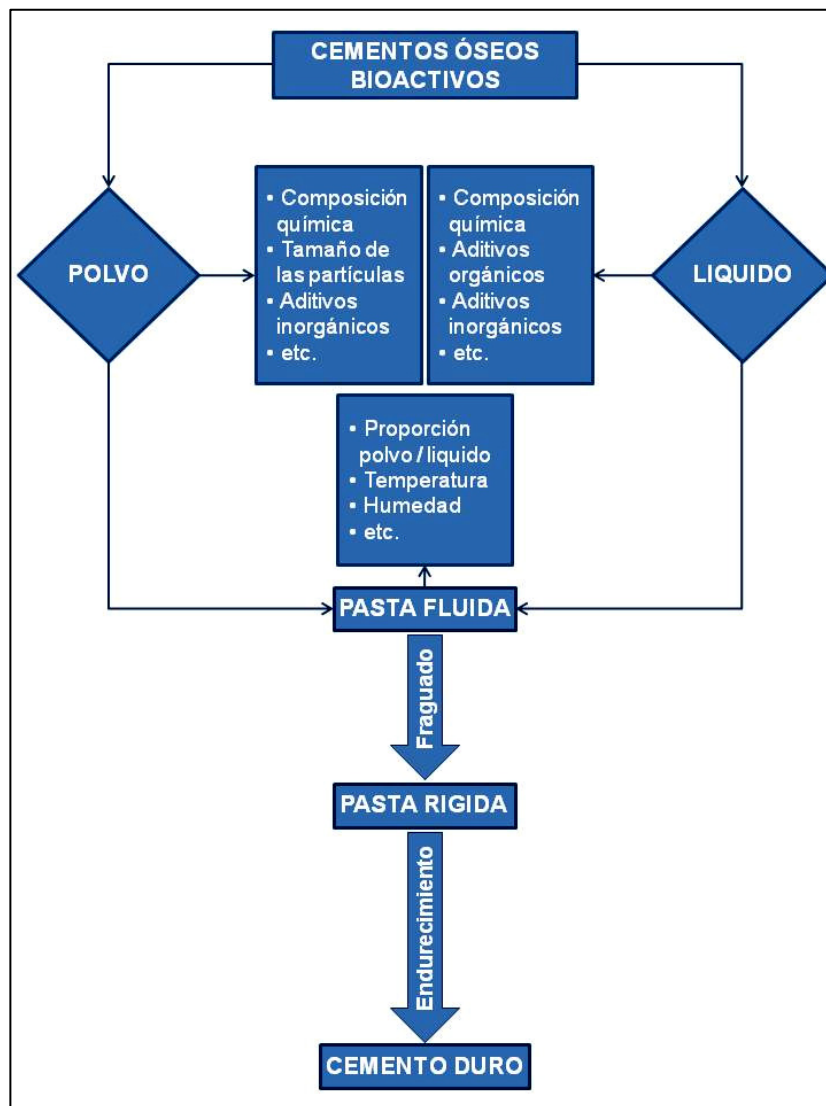 CEMENTOS ÓSEOS
BIOACTIVOS
POLVO
▪ Composición
química
▪ Tamaño de
las partículas
▪ Aditivos
inorgánicos
▪ etc.
▪ Composición
química
▪ Aditivos
orgánicos
▪ Aditivos
inorgánicos
▪ etc.
LIQUIDO
▪ Proporción
polvo / liquido
▪ Temperatura
▪ Humedad
▪ etc.
PASTA FLUIDA
Fraguado
PASTA RIGIDA
Endurecimiento
CEMENTO DURO